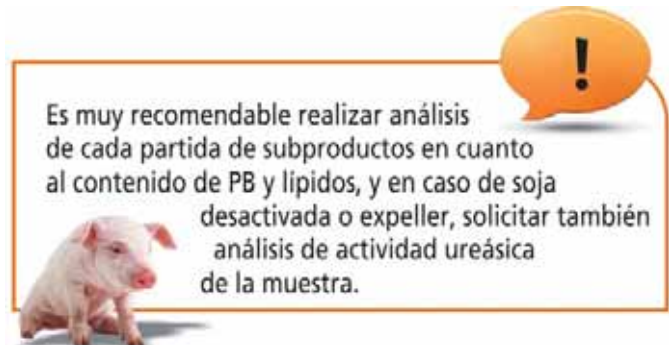 !
Es muy recomendable realizar análisis
de cada partida de subproductos en cuanto
al contenido de PB y lípidos, y en caso de soja
desactivada o expeller, solicitar también
análisis de actividad ureásica
de la muestra.